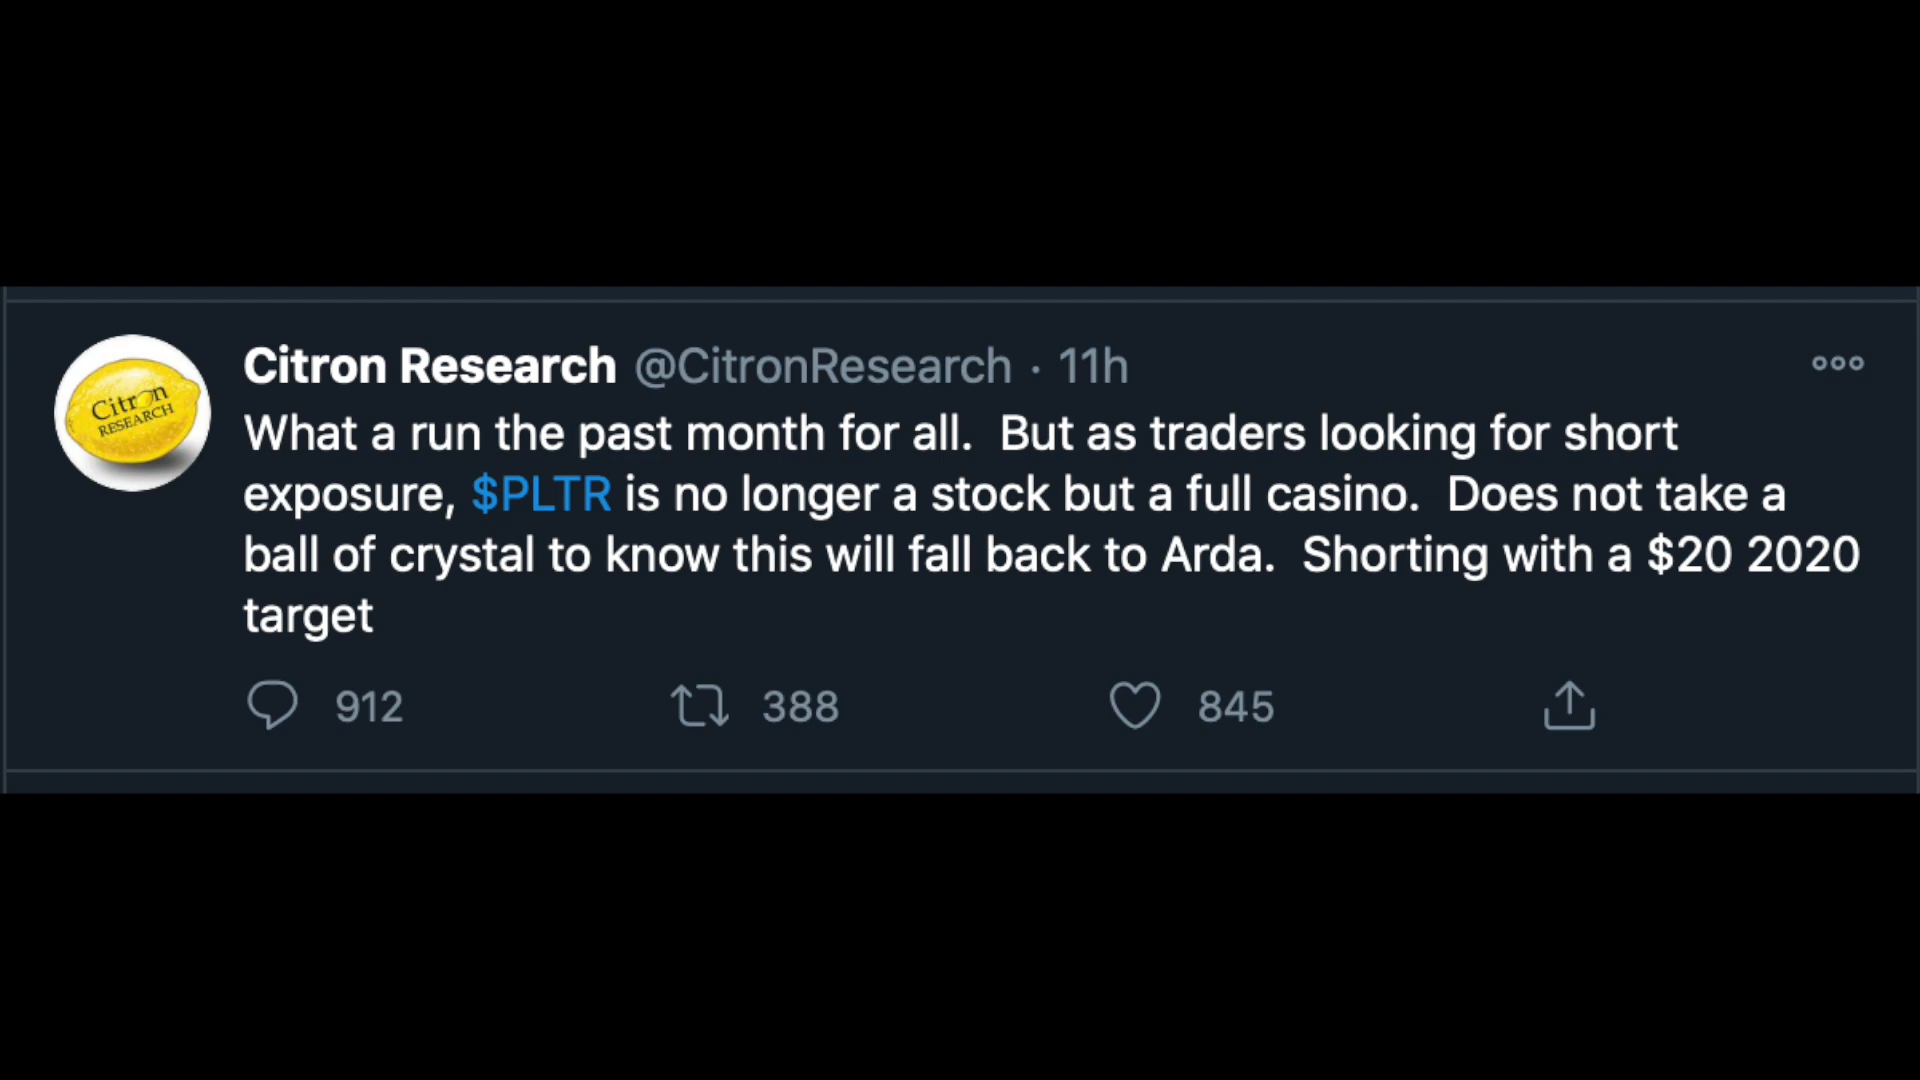 Citron
RESEARCH
Citron Research @CitronResearch · 11h
What a run the past month for all.  But as traders looking for short
exposure, $PLTR is no longer a stock but a full casino.  Does not take a
ball of crystal to know this will fall back to Arda.  Shorting with a $20 2020
target
912 388 845